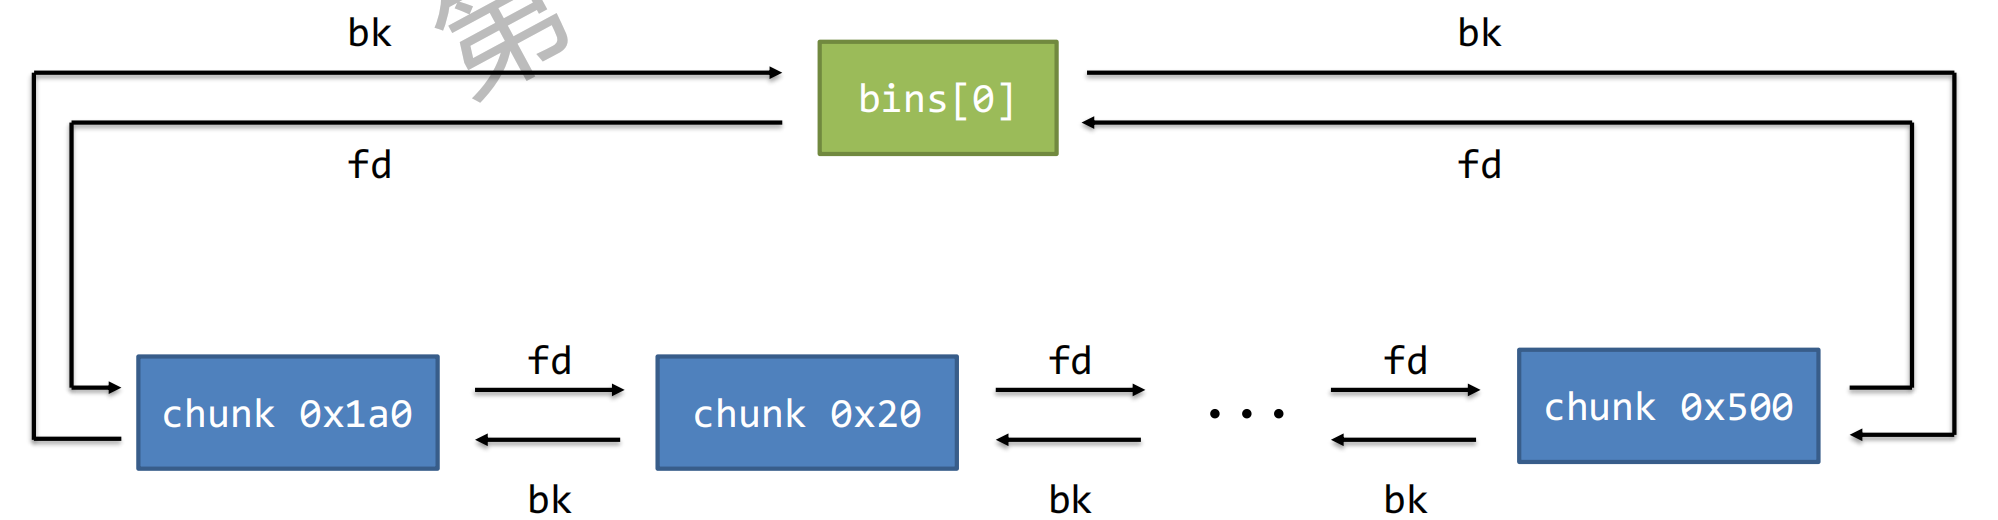 bk
第
bk
bins[0]
fd
fd
fd
fd
fd
chunk 0x1a0
chunk 0x20
...
chunk 0x500
bk
bk
bk